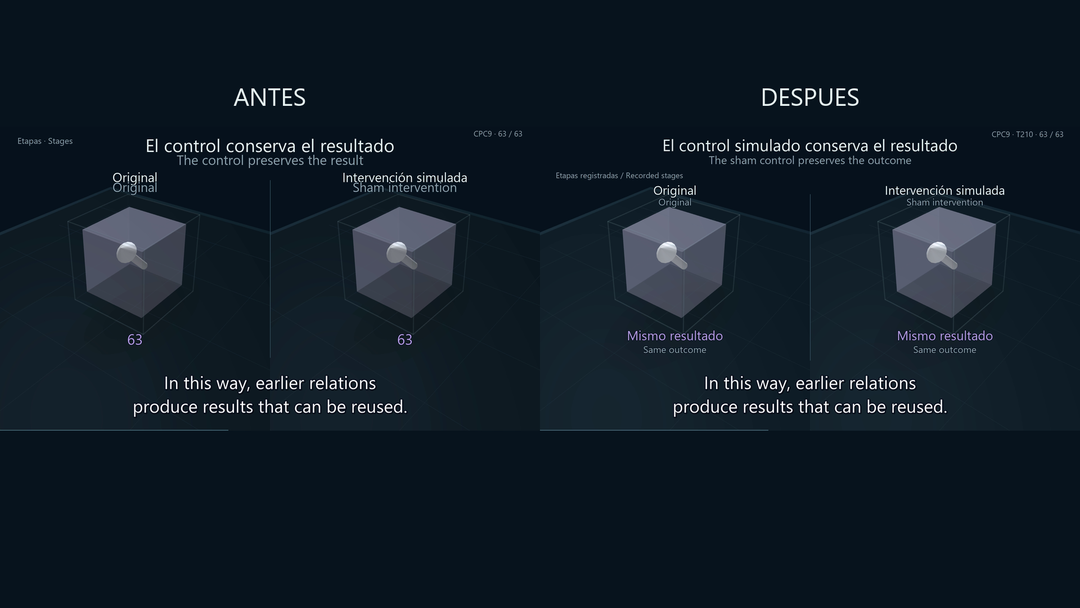 ANTES
Etapas · Stages
CPC9 · 63 / 63
El control conserva el resultado
The control preserves the result
Original
Original
Intervención simulada
Sham intervention
63
63
In this way, earlier relations
produce results that can be reused.
DESPUES
CPC9 · T210 · 63 / 63
El control simulado conserva el resultado
The sham control preserves the outcome
Etapas registradas / Recorded stages
Original
Original
Intervención simulada
Sham intervention
Mismo resultado
Same outcome
Mismo resultado
Same outcome
In this way, earlier relations
produce results that can be reused.